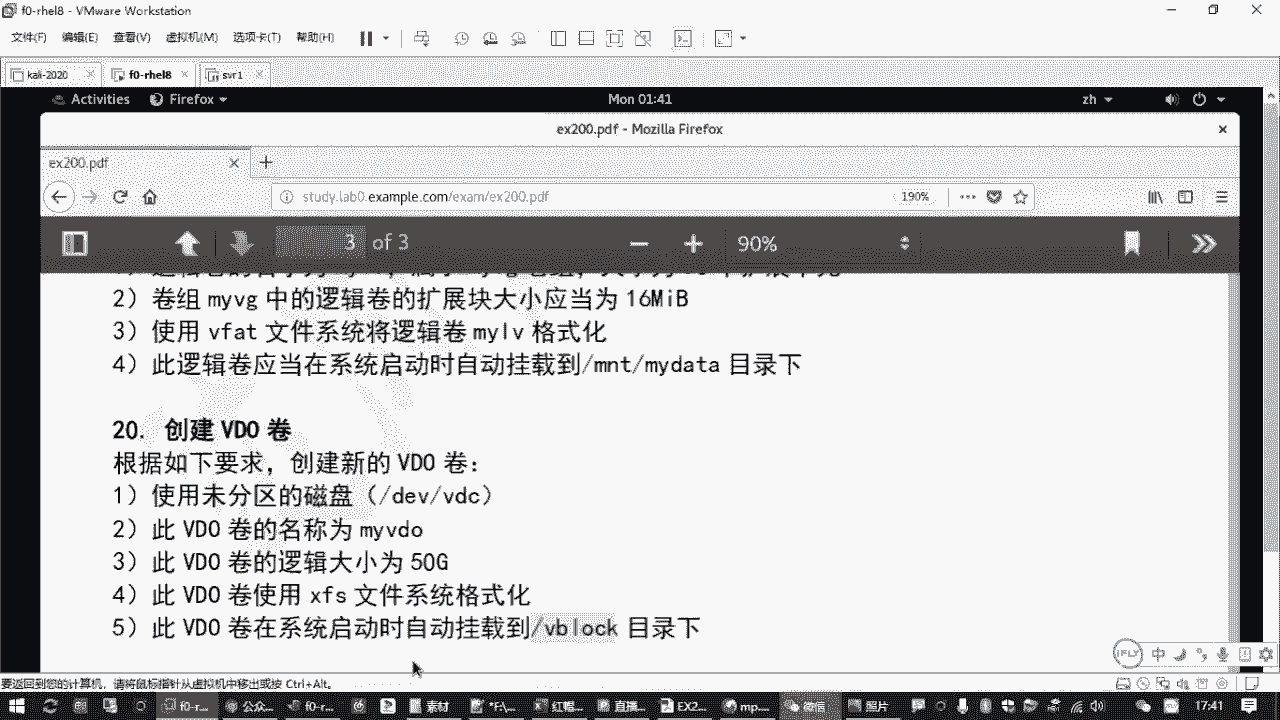 f0-rhel8 - VMware Workstation
文件(F) 编辑(E) 查看(V) 虚拟机(M) 选项卡(T) 帮助(H)
kali-2020 f0-rhel8 svr1
Activities Firefox Mon 01:41 zh
ex200.pdf - Mozilla Firefox
ex200.pdf
study.lab0.example.com/exam/ex200.pdf 190%
3 of 3 90%
2）卷组 myvg 中的逻辑卷的扩展块大小应当为 16MiB
3）使用 vfat 文件系统将逻辑卷 mylv 格式化
4）此逻辑卷应当在系统启动时自动挂载到/mnt/mydata 目录下
20. 创建 VDO 卷
根据如下要求，创建新的 VDO 卷：
1）使用未分区的磁盘（/dev/vdc）
2）此 VDO 卷的名称为 myvdo
3）此 VDO 卷的逻辑大小为 50G
4）此 VDO 卷使用 xfs 文件系统格式化
5）此 VDO 卷在系统启动时自动挂载到/vblock 目录下
iFLY 中
要返回到您的计算机，请将鼠标指针从虚拟机中移出或按 Ctrl+Alt。
f0-r... 公众... f0-r... 素材 红帽... 直播... EX2... mp... 微信 图片 17:41